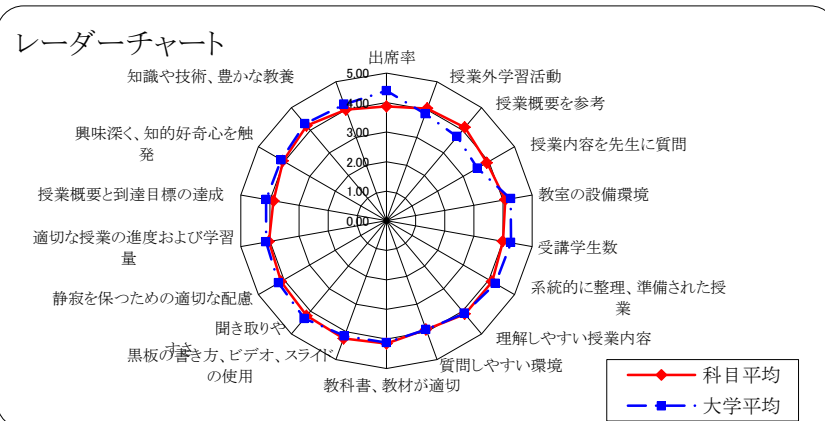 レーダーチャート
出席率
授業外学習活動
授業概要を参考
授業内容を先生に質問
教室の設備環境
受講学生数
系統的に整理、準備された授
業
理解しやすい授業内容
質問しやすい環境
教科書、教材が適切
黒板の書き方、ビデオ、スライド
の使用
聞き取りや
すさ
静寂を保つための適切な配慮
適切な授業の進度および学習
量
授業概要と到達目標の達成
興味深く、知的好奇心を触
発
知識や技術、豊かな教養
5.00
4.00
3.00
2.00
1.00
0.00
科目平均
大学平均